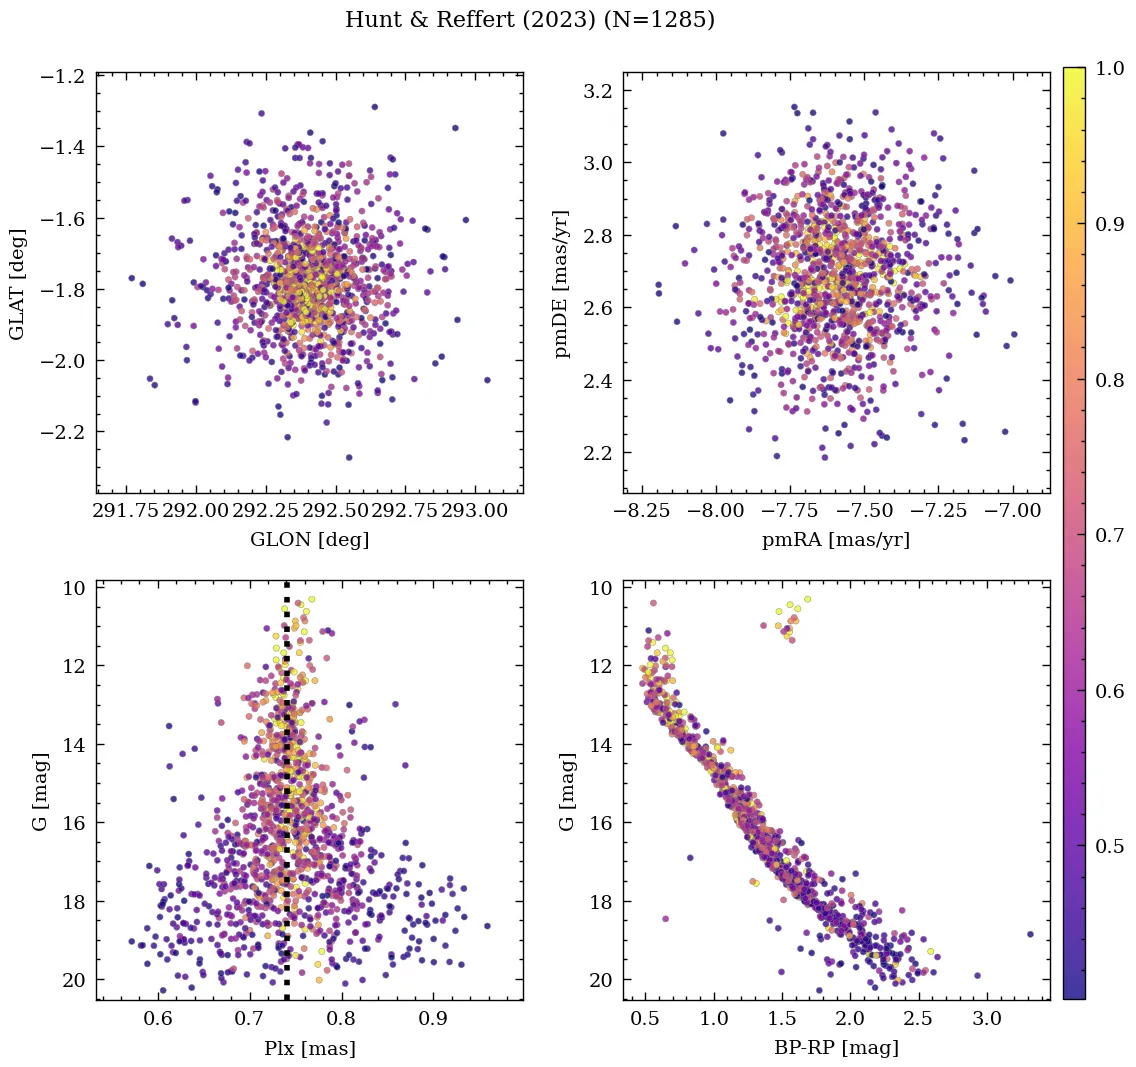 Hunt & Reffert (2023) (N=1285)
−1.2
−1.4
−1.6
−1.8
−2.0
−2.2
GLAT [deg]
291.75 292.00 292.25 292.50 292.75 293.00
GLON [deg]
3.2
3.0
2.8
2.6
2.4
2.2
pmDE [mas/yr]
−8.25 −8.00 −7.75 −7.50 −7.25 −7.00
pmRA [mas/yr]
10
12
14
16
18
20
G [mag]
0.6 0.7 0.8 0.9
Plx [mas]
10
12
14
16
18
20
G [mag]
0.5 1.0 1.5 2.0 2.5 3.0
BP-RP [mag]
1.0
0.9
0.8
0.7
0.6
0.5